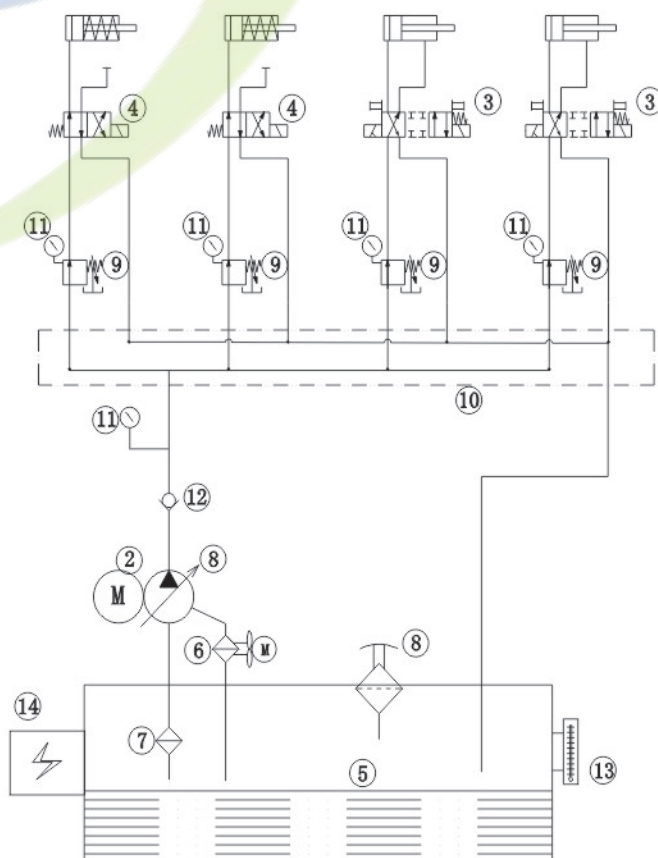 ④ ④ ③ ③
⑪ ⑪ ⑪ ⑪
⑨ ⑨ ⑨ ⑨
⑩
⑪
⑫
② ⑧
M
⑥ M ⑧
⑭
⑦
⑤ ⑬